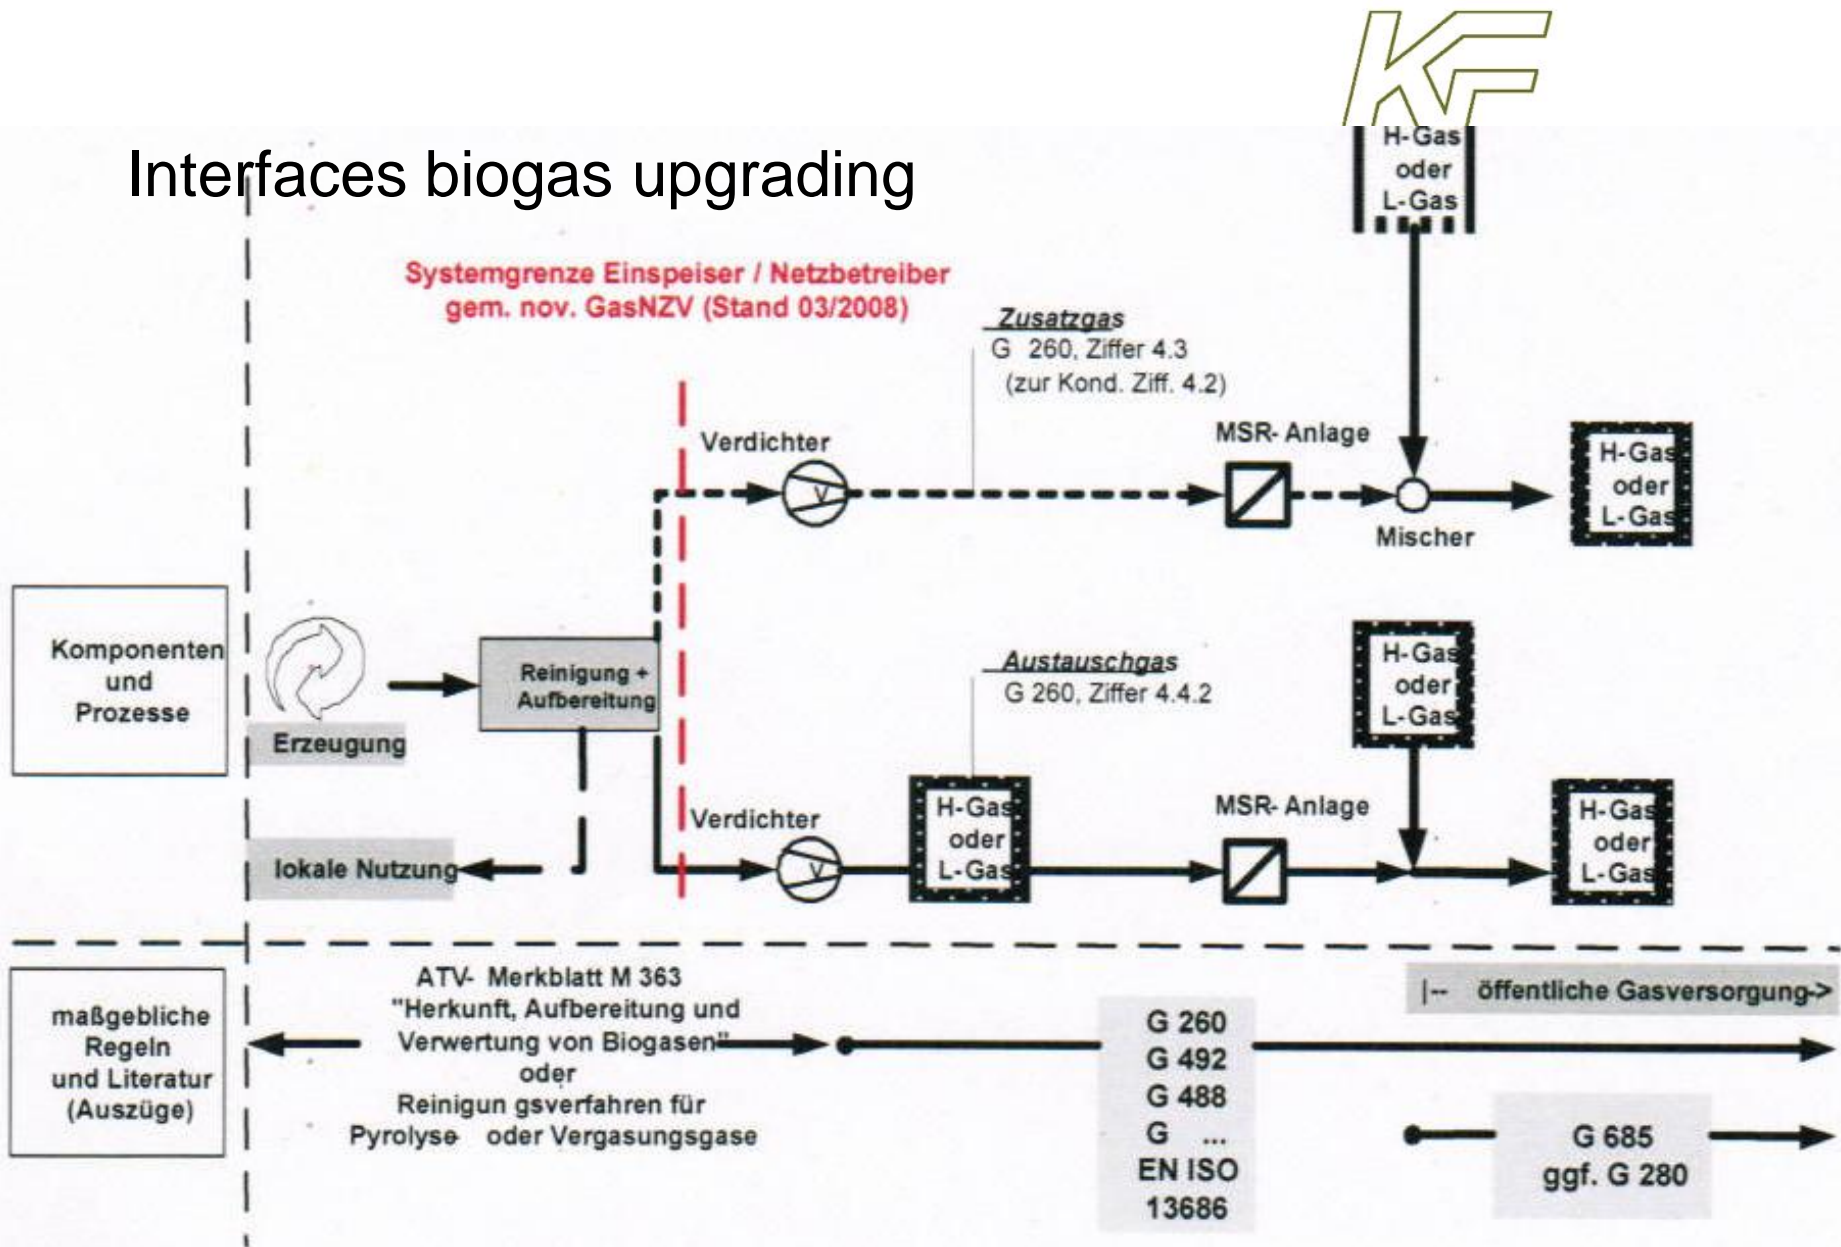 KF
Interfaces biogas upgrading
H-Gas
oder
L-Gas
Systemgrenze Einspeiser / Netzbetreiber
gem. nov. GasNZV (Stand 03/2008)
Zusatzgas
G 260, Ziffer 4.3
(zur Kond. Ziff. 4.2)
Verdichter
V
MSR- Anlage
Mischer
H-Gas
oder
L-Gas
Komponenten
und
Prozesse
Erzeugung
Reinigung +
Aufbereitung
lokale Nutzung
Austauschgas
G 260, Ziffer 4.4.2
Verdichter
V
H-Gas
oder
L-Gas
MSR- Anlage
H-Gas
oder
L-Gas
H-Gas
oder
L-Gas
maßgebliche
Regeln
und Literatur
(Auszüge)
ATV- Merkblatt M 363
"Herkunft, Aufbereitung und
Verwertung von Biogasen"
oder
Reinigun gsverfahren für
Pyrolyse- oder Vergasungsgase
G 260
G 492
G 488
G ...
EN ISO
13686
|-- öffentliche Gasversorgung->
G 685
ggf. G 280